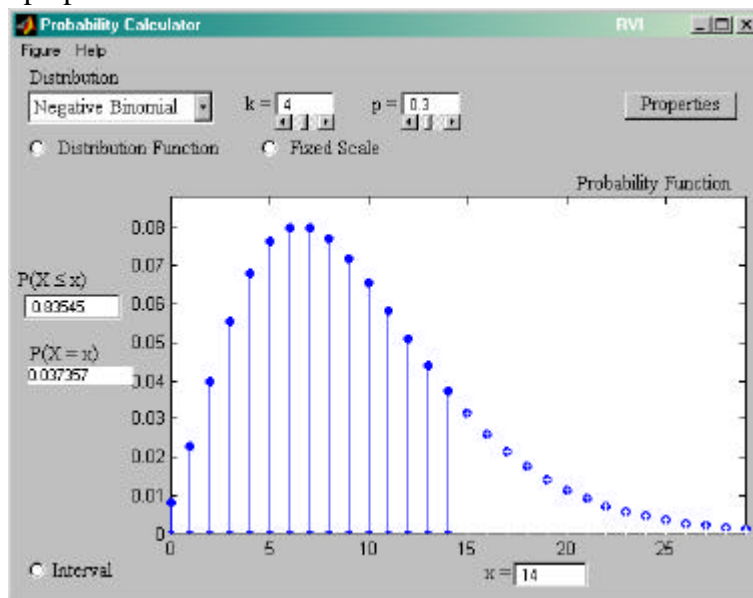 Probability Calculator RVI
Figure Help
Distribution
Negative Binomial k = 4 p = 0.3 Properties
Distribution Function Fixed Scale
Probability Function
P(X ≤ x)
0.83545
P(X = x)
0.037357
0.08
0.07
0.06
0.05
0.04
0.03
0.02
0.01
0
0 5 10 15 20 25
Interval x = 14